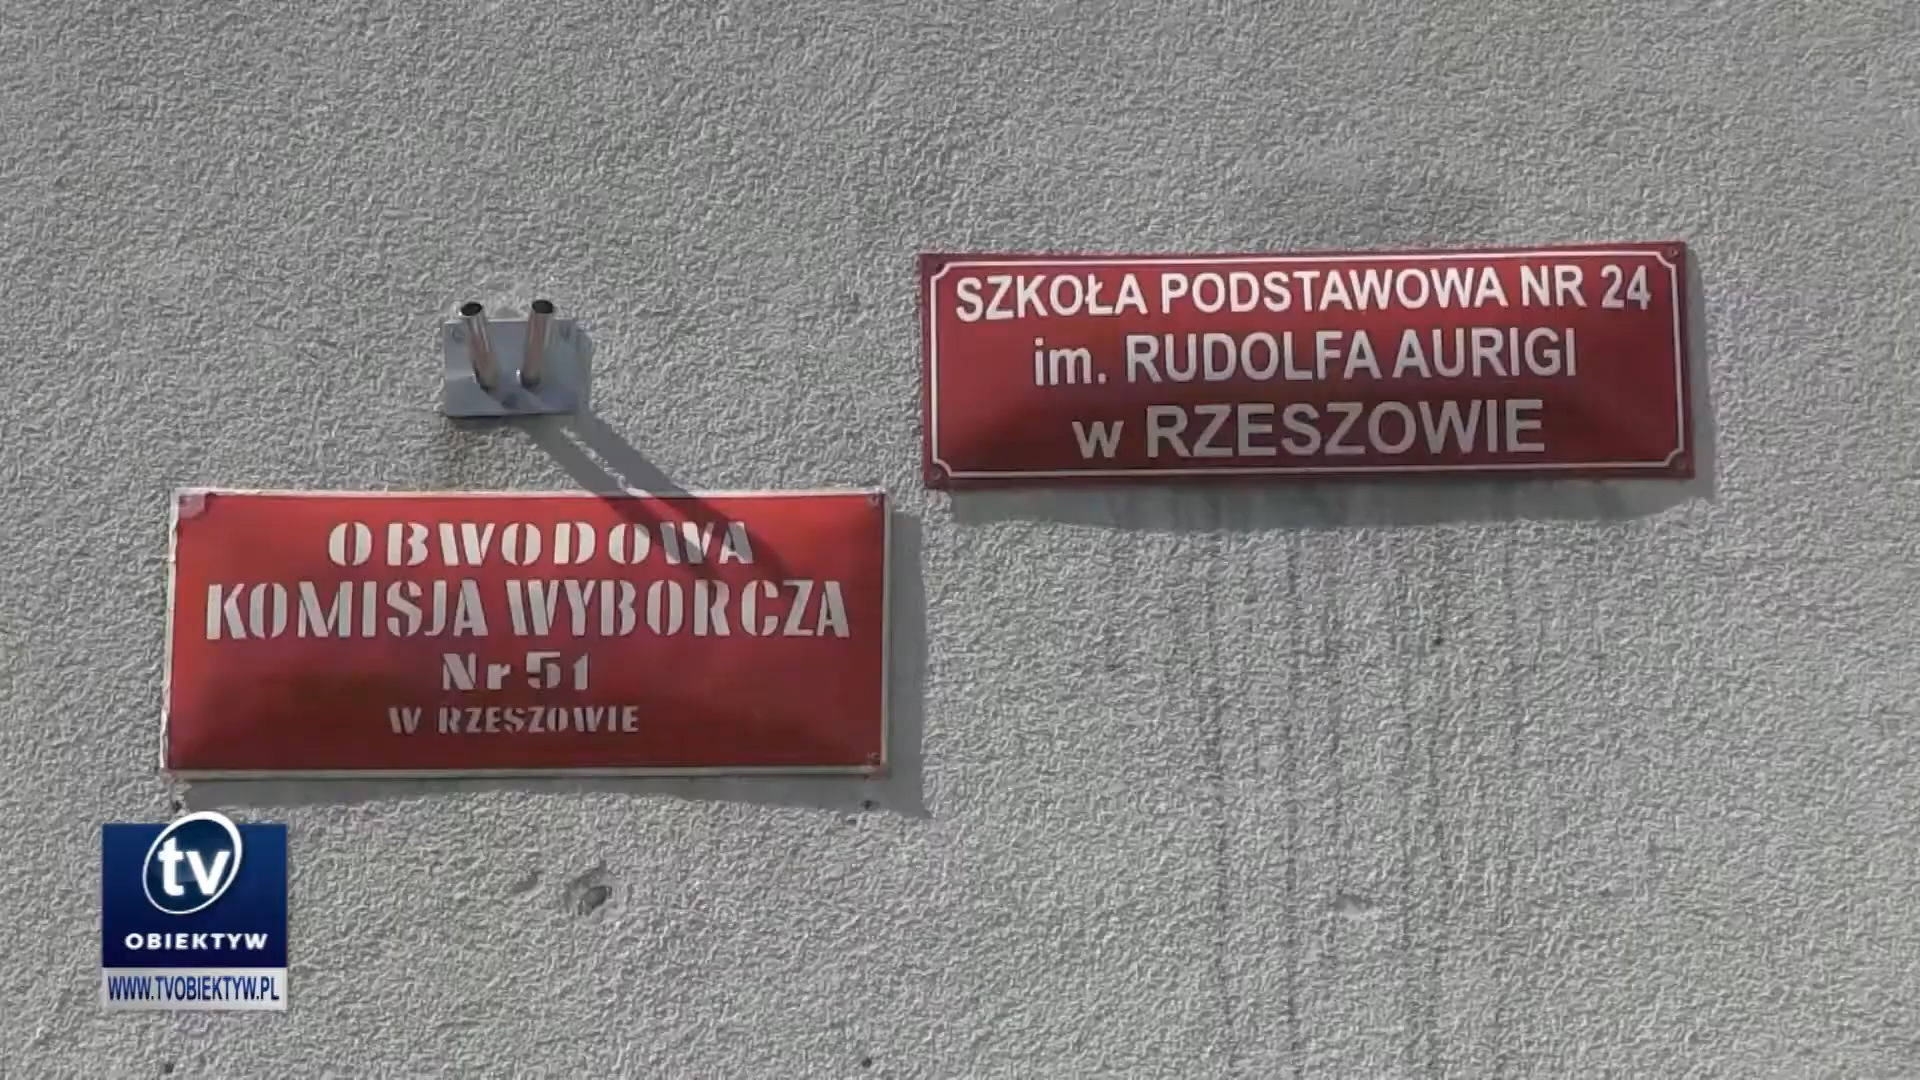 SZKOŁA PODSTAWOWA NR 24
im. RUDOLFA AURIGI
w RZESZOWIE
OBWODOWA
KOMISJA WYBORCZA
Nr 51
W RZESZOWIE
tv
OBIEKTYW
WWW.TVOBIEKTYW.PL